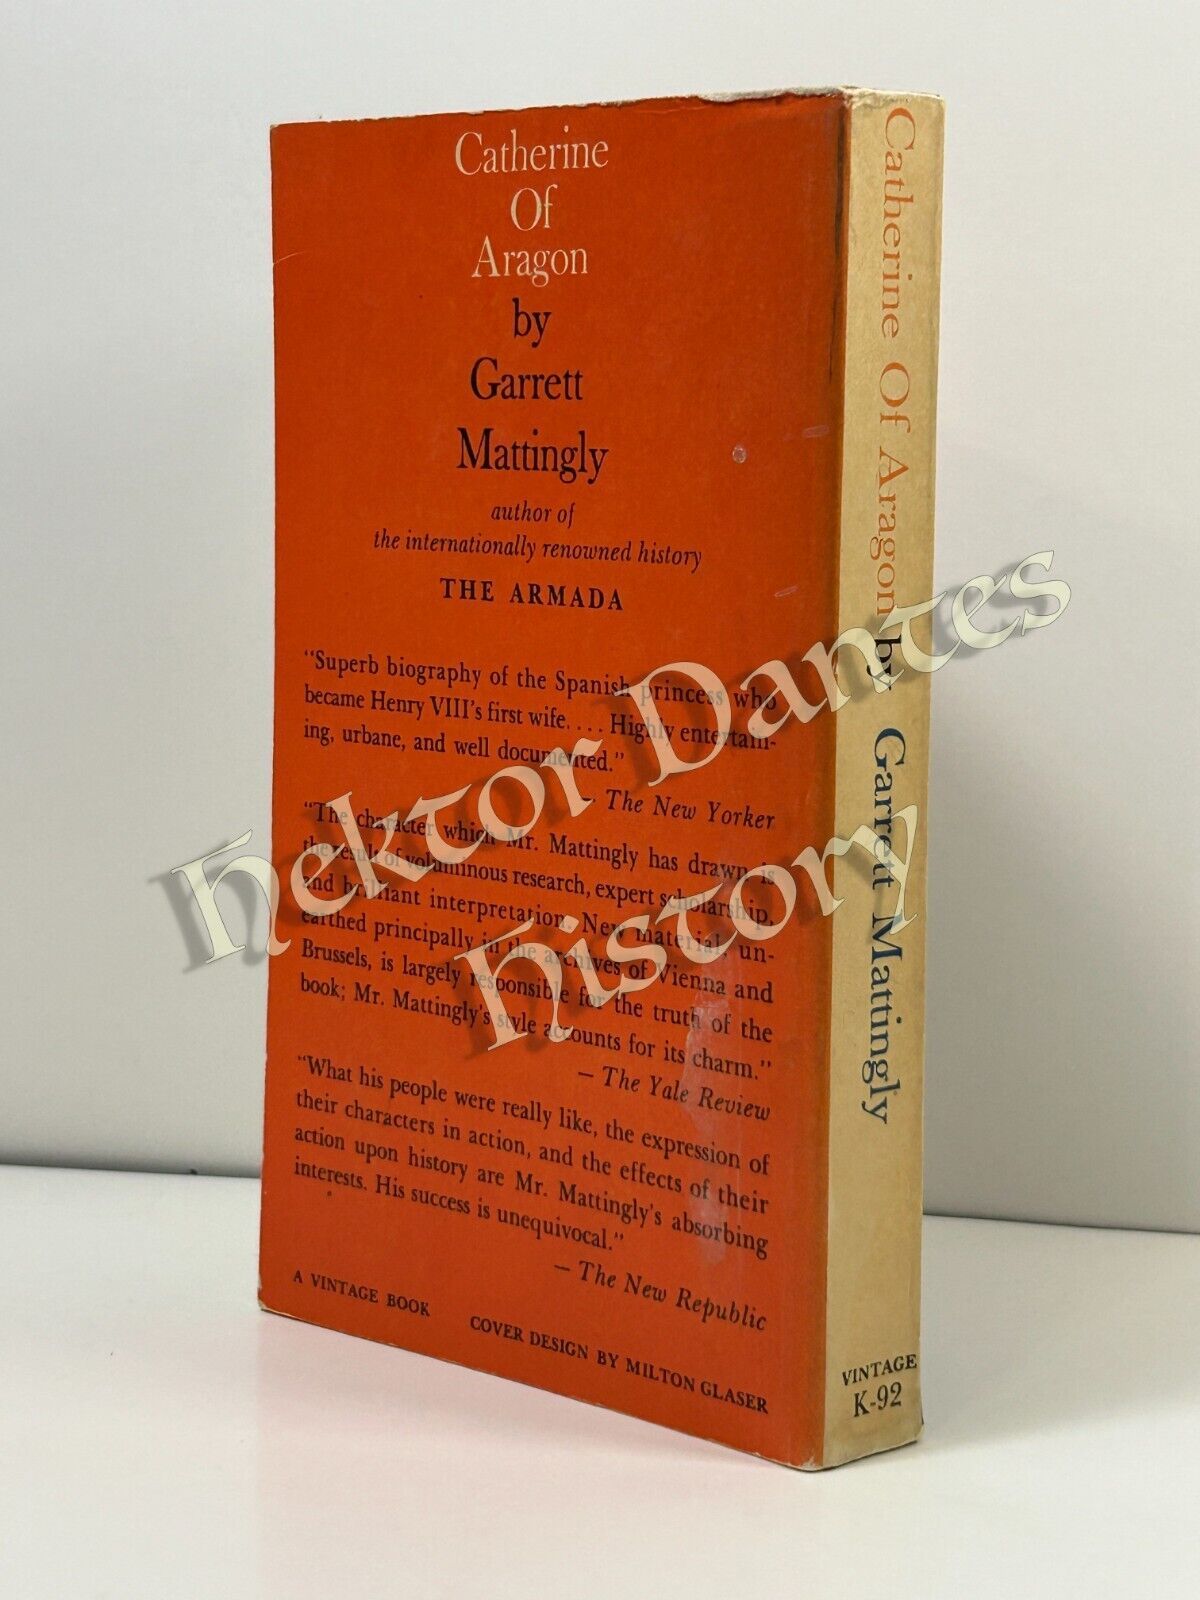 Catherine
Of
Aragon
by
Garrett
Mattingly
author of
the internationally renowned history
THE ARMADA
"Superb biography of the Spanish princess who
became Henry VIII's first wife.... Highly entertain-
ing, urbane, and well documented."
— The New Yorker
"The character which Mr. Mattingly has drawn is
the result of voluminous research, expert scholarship,
and brilliant interpretation. New material, un-
earthed principally in the archives of Vienna and
Brussels, is largely responsible for the truth of the
book; Mr. Mattingly's style accounts for its charm."
— The Yale Review
"What his people were really like, the expression of
their characters in action, and the effects of their
action upon history are Mr. Mattingly's absorbing
interests. His success is unequivocal."
— The New Republic
A VINTAGE BOOK COVER DESIGN BY MILTON GLASER
Catherine Of Aragon by Garrett Mattingly
VINTAGE
K-92
Hektor Dantes
History